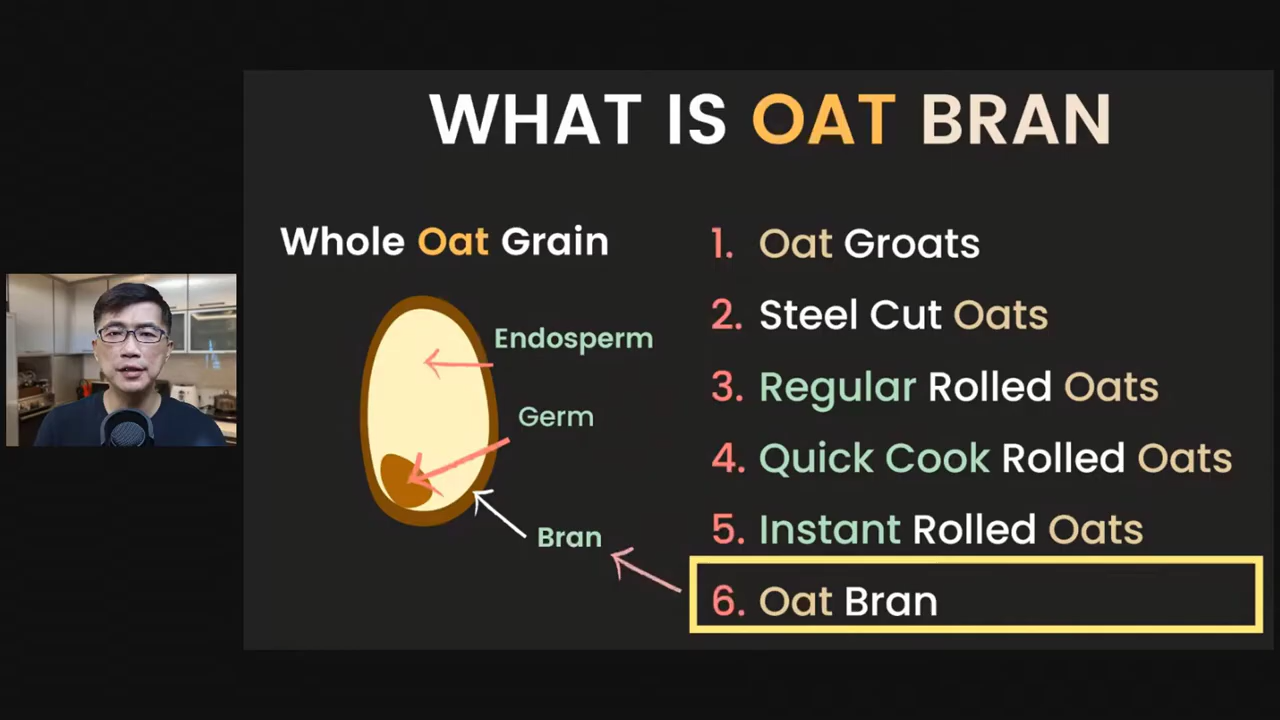 WHAT IS OAT BRAN
Whole Oat Grain
Endosperm
Germ
Bran
1. Oat Groats
2. Steel Cut Oats
3. Regular Rolled Oats
4. Quick Cook Rolled Oats
5. Instant Rolled Oats
6. Oat Bran